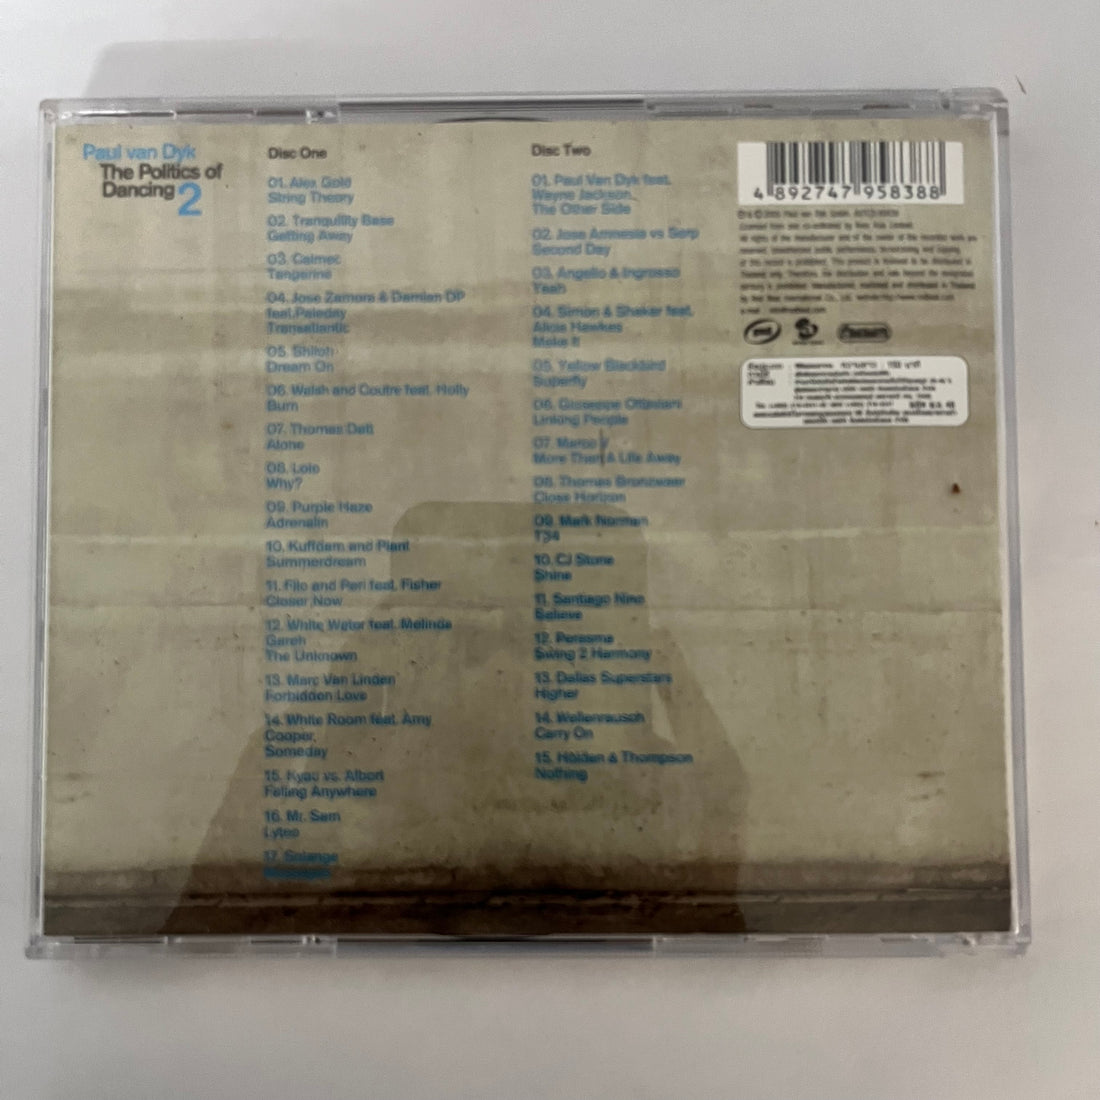 Paul van Dyk
The Politics of
Dancing 2
Disc One
01. Alex Gold
String Theory
02. Tranquility Base
Getting Away
03. Calmec
Tangerine
04. Jose Zamora & Damian DP
feat.Paleday
Transatlantic
05. Shiloh
Dream On
06. Walsh and Coutre feat. Holly
Burn
07. Thomas Datt
Alone
08. Lolo
Why?
09. Purple Haze
Adrenalin
10. Kuffdam and Plant
Summerdream
11. Filo and Peri feat. Fisher
Closer Now
12. White Water feat. Melinda
Gareh
The Unknown
13. Marc Van Linden
Forbidden Love
14. White Room feat. Amy
Cooper,
Someday
15. Kyau vs. Albert
Falling Anywhere
16. Mr. Sam
Lyteo
17. Solange
Disc Two
01. Paul Van Dyk feat.
Wayne Jackson,
The Other Side
02. Jose Amnesia vs Serp
Second Day
03. Angello & Ingrosso
Yeah
04. Simon & Shaker feat.
Alicia Hawkes
Make It
05. Yellow Blackbird
Superfly
06. Giuseppe Ottaviani
Linking People
07. Marco V
More Than A Life Away
08. Thomas Bronzwaer
Close Horizon
09. Mark Norman
T34
10. CJ Stone
Shine
11. Santiago Nino
Believe
12. Perasma
Swing 2 Harmony
13. Dallas Superstars
Higher
14. Wellenrausch
Carry On
15. Holden & Thompson
Nothing
4 892747 958388